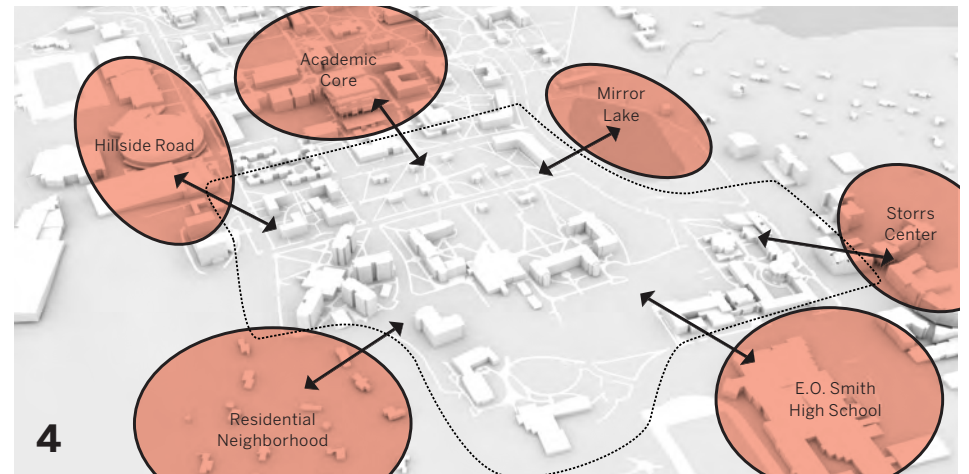 Academic
Core
Mirror
Lake
Hillside Road
Storrs
Center
E.O. Smith
High School
Residential
Neighborhood
4